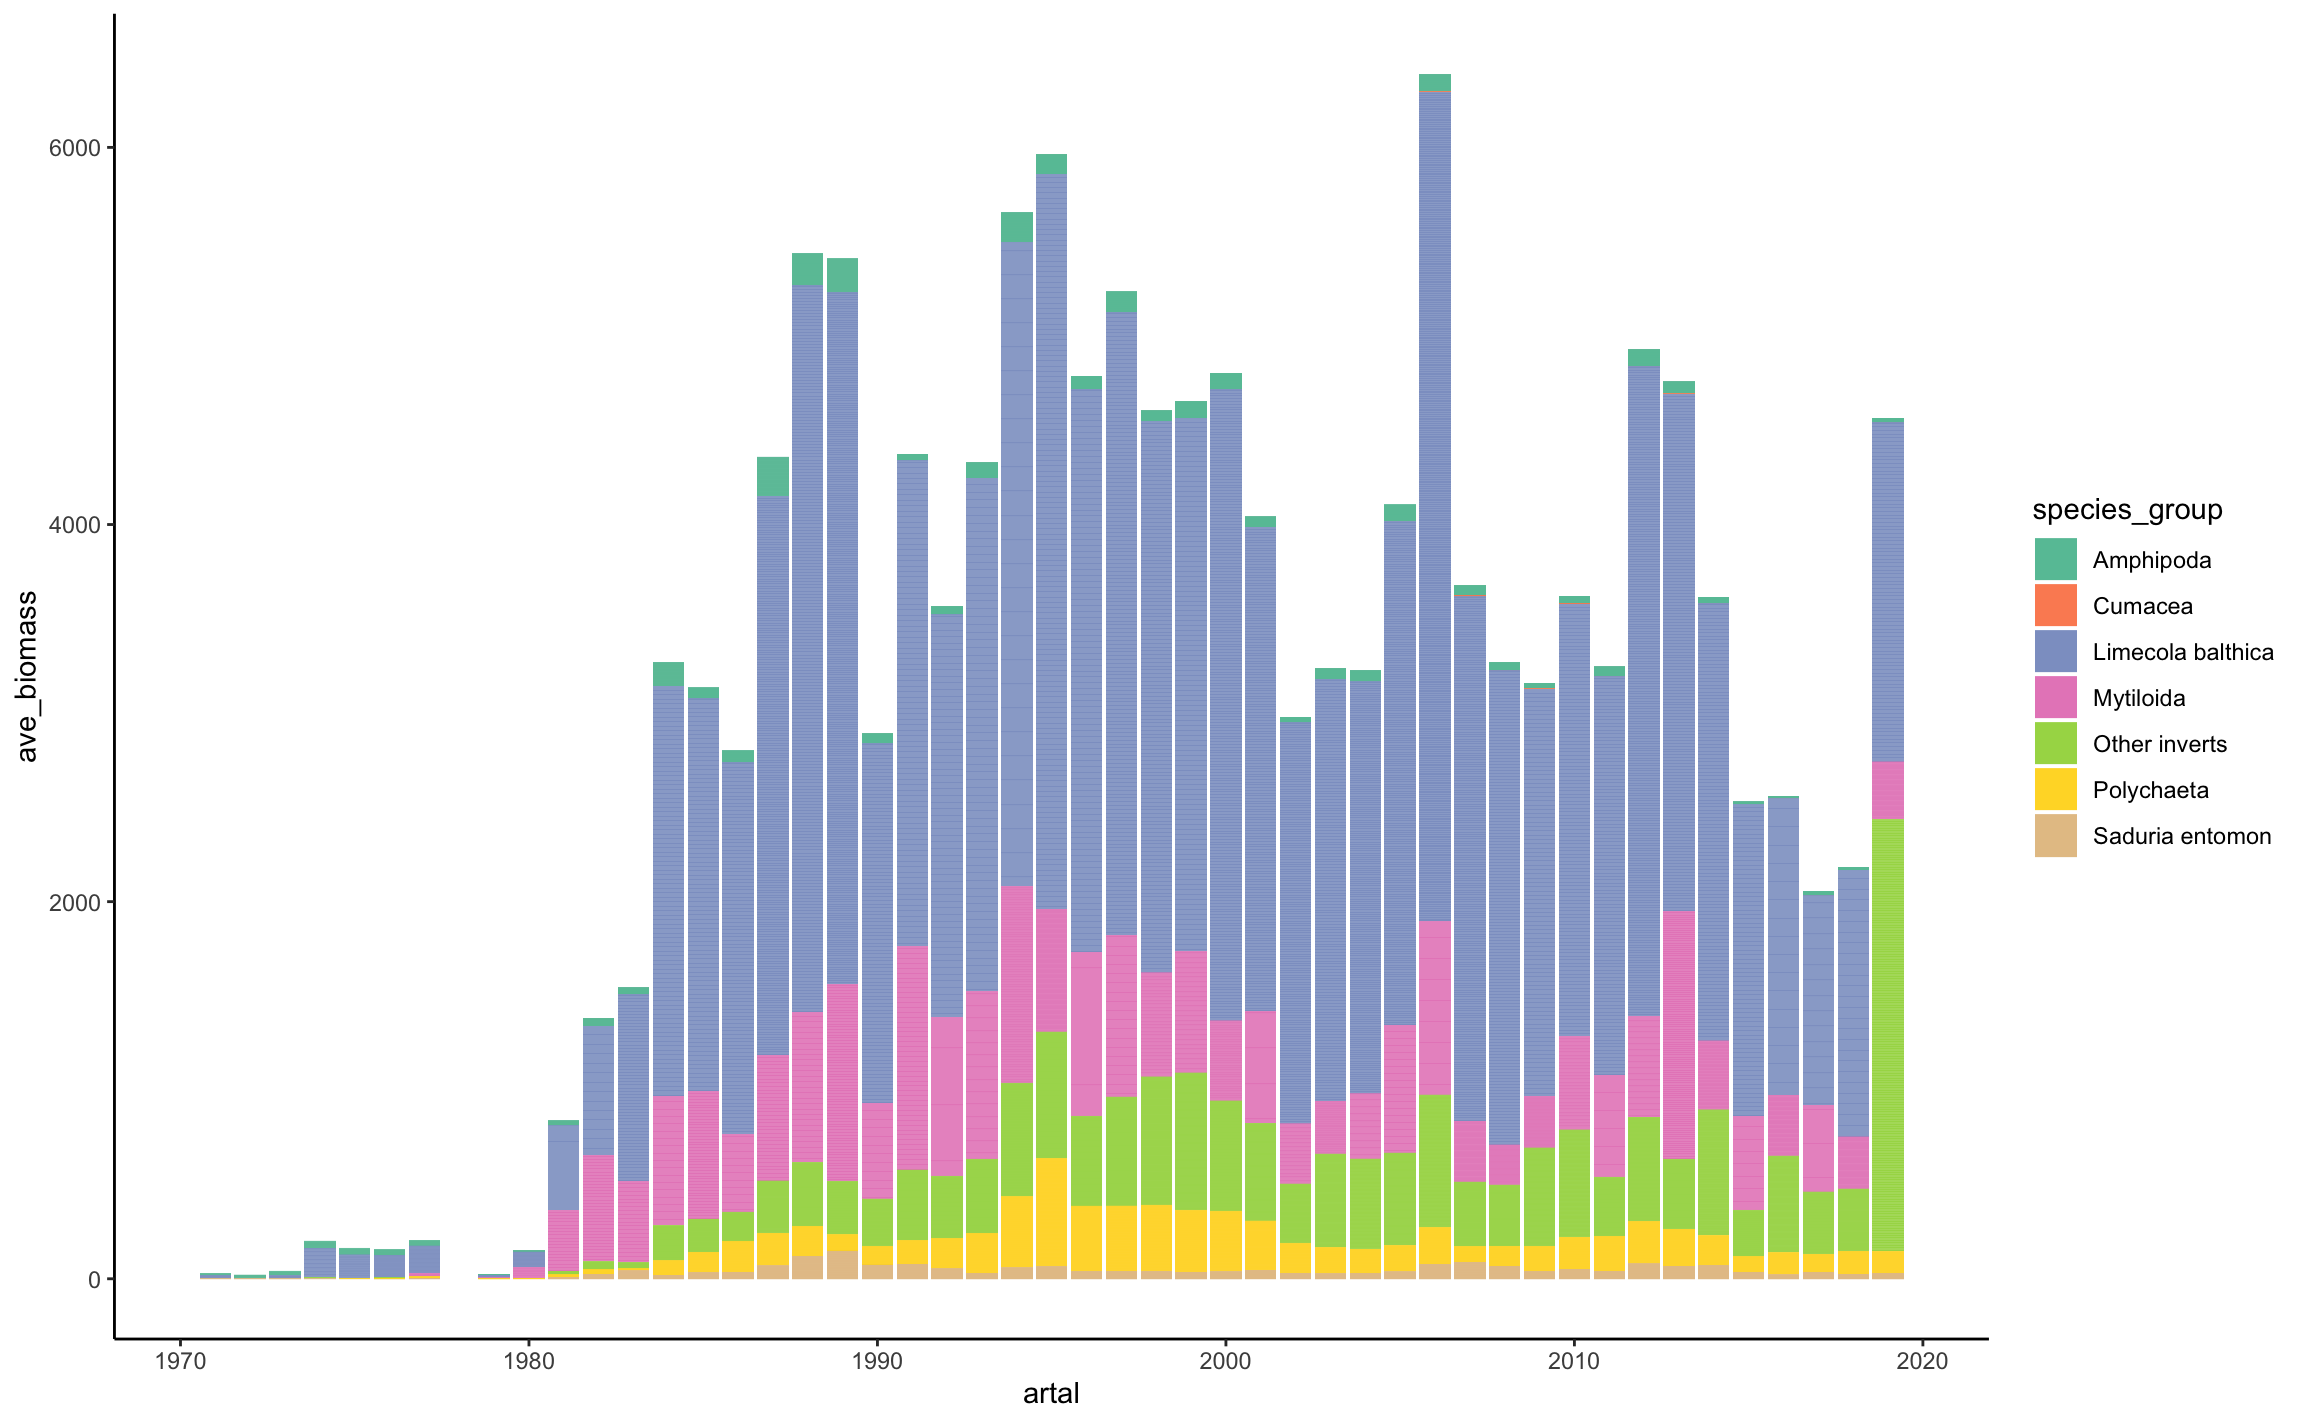 ave_biomass
6000
4000
2000
0
1970 1980 1990 2000 2010 2020
artal
species_group
Amphipoda
Cumacea
Limecola balthica
Mytiloida
Other inverts
Polychaeta
Saduria entomon